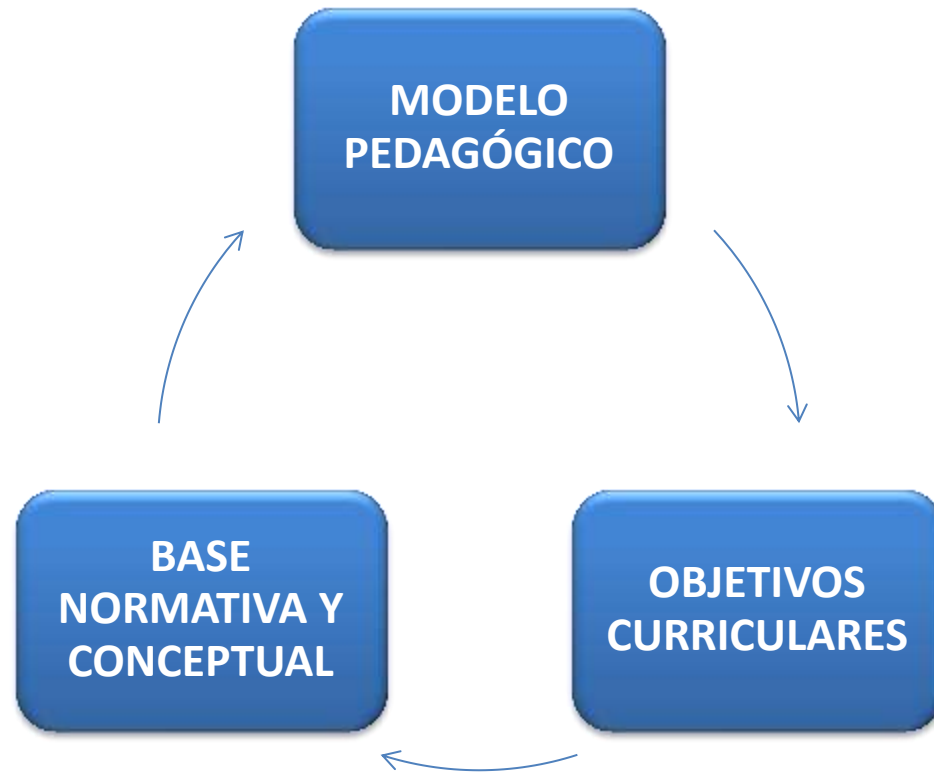 MODELO
PEDAGÓGICO
BASE
NORMATIVA Y
CONCEPTUAL
OBJETIVOS
CURRICULARES